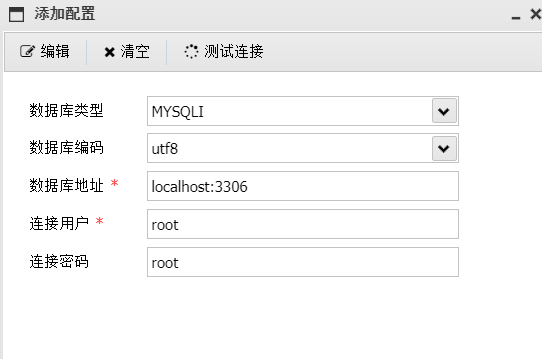 添加配置
编辑 清空 测试连接
数据库类型 MYSQLI
数据库编码 utf8
数据库地址 * localhost:3306
连接用户 * root
连接密码 root